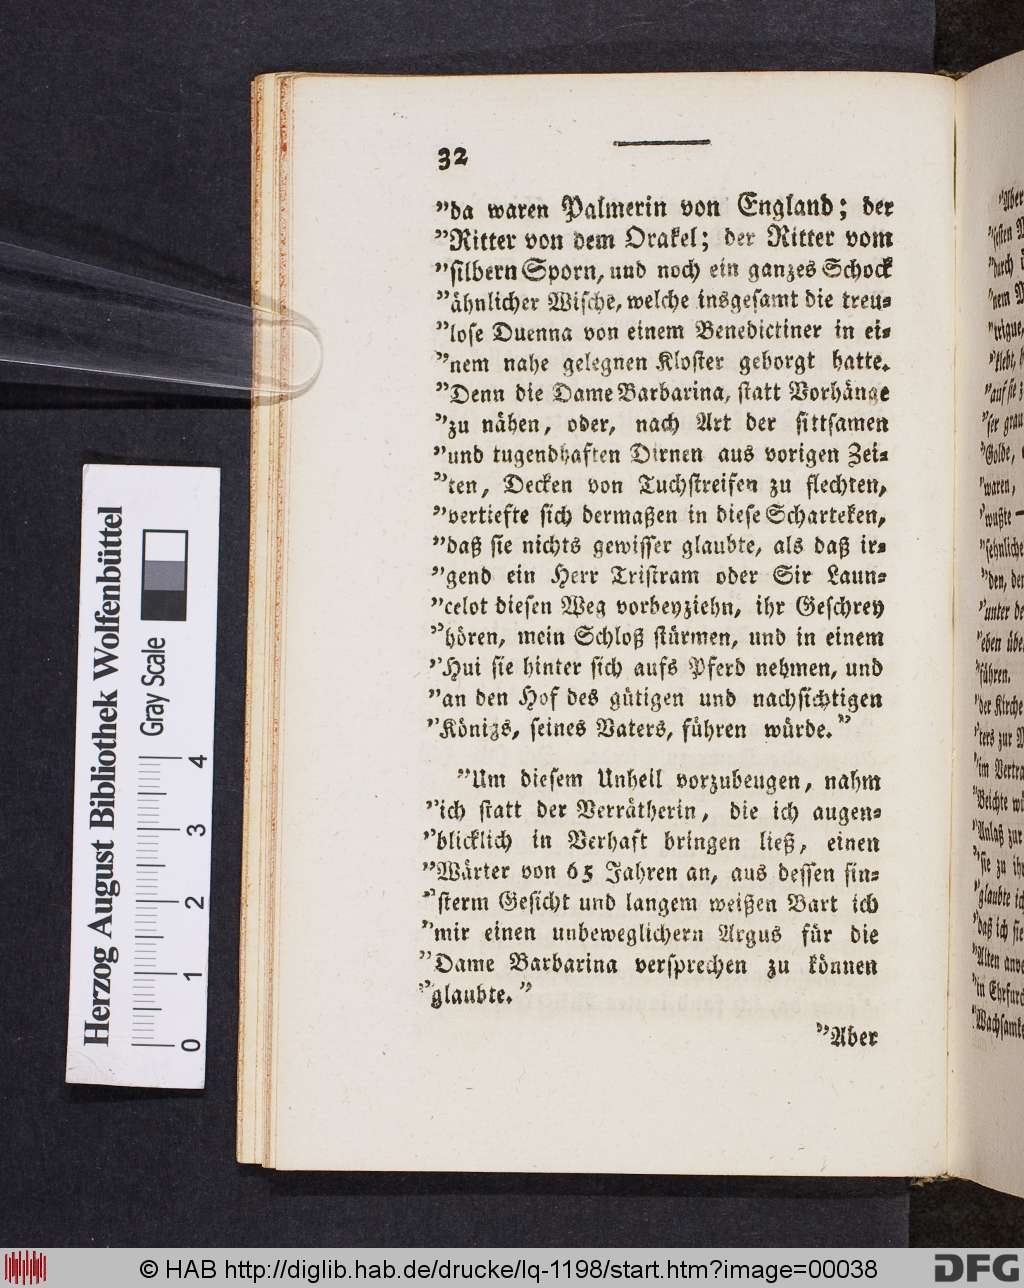 32
”da waren Palmerin von England; der
”Ritter von dem Orakel; der Ritter vom
”silbern Sporn, und noch ein ganzes Schock
”ähnlicher Wische, welche insgesamt die treu⸗
”lose Duenna von einem Benedictiner in ei⸗
”nem nahe gelegnen Kloster geborgt hatte.
”Denn die Dame Barbarina, statt Vorhänge
”zu nähen, oder, nach Art der sittsamen
”und tugendhaften Dirnen aus vorigen Zei⸗
”ten, Decken von Tuchstreifen zu flechten,
”vertiefte sich dermaßen in diese Scharteken,
”daß sie nichts gewisser glaubte, als daß ir⸗
”gend ein Herr Tristram oder Sir Laun⸗
”celot diesen Weg vorbeyziehn, ihr Geschrey
”hören, mein Schloß stürmen, und in einem
”Hui sie hinter sich aufs Pferd nehmen, und
”an den Hof des gütigen und nachsichtigen
”Königs, seines Vaters, führen würde.”
”Um diesem Unheil vorzubeugen, nahm
”ich statt der Verrätherin, die ich augen⸗
”blicklich in Verhaft bringen ließ, einen
”Wärter von 65 Jahren an, aus dessen fin⸗
”sterm Gesicht und langem weißen Bart ich
”mir einen unbeweglichern Argus für die
”Dame Barbarina versprechen zu können
”glaubte.”
”Aber
Herzog August Bibliothek Wolfenbüttel
Gray Scale
0 1 2 3 4
© HAB http://diglib.hab.de/drucke/lq-1198/start.htm?image=00038
DFG